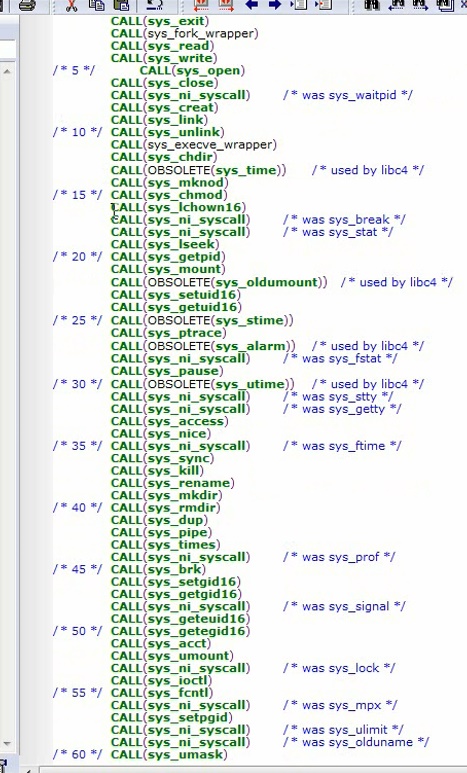 CALL(sys_exit)
CALL(sys_fork_wrapper)
CALL(sys_read)
CALL(sys_write)
/* 5 */ CALL(sys_open)
CALL(sys_close)
CALL(sys_ni_syscall) /* was sys_waitpid */
CALL(sys_creat)
CALL(sys_link)
/* 10 */ CALL(sys_unlink)
CALL(sys_execve_wrapper)
CALL(sys_chdir)
CALL(OBSOLETE(sys_time)) /* used by libc4 */
CALL(sys_mknod)
/* 15 */ CALL(sys_chmod)
CALL(sys_lchown16)
CALL(sys_ni_syscall) /* was sys_break */
CALL(sys_ni_syscall) /* was sys_stat */
CALL(sys_lseek)
/* 20 */ CALL(sys_getpid)
CALL(sys_mount)
CALL(OBSOLETE(sys_oldumount)) /* used by libc4 */
CALL(sys_setuid16)
CALL(sys_getuid16)
/* 25 */ CALL(OBSOLETE(sys_stime))
CALL(sys_ptrace)
CALL(OBSOLETE(sys_alarm)) /* used by libc4 */
CALL(sys_ni_syscall) /* was sys_fstat */
CALL(sys_pause)
/* 30 */ CALL(OBSOLETE(sys_utime)) /* used by libc4 */
CALL(sys_ni_syscall) /* was sys_stty */
CALL(sys_ni_syscall) /* was sys_getty */
CALL(sys_access)
CALL(sys_nice)
/* 35 */ CALL(sys_ni_syscall) /* was sys_ftime */
CALL(sys_sync)
CALL(sys_kill)
CALL(sys_rename)
CALL(sys_mkdir)
/* 40 */ CALL(sys_rmdir)
CALL(sys_dup)
CALL(sys_pipe)
CALL(sys_times)
CALL(sys_ni_syscall) /* was sys_prof */
/* 45 */ CALL(sys_brk)
CALL(sys_setgid16)
CALL(sys_getgid16)
CALL(sys_ni_syscall) /* was sys_signal */
CALL(sys_geteuid16)
/* 50 */ CALL(sys_getegid16)
CALL(sys_acct)
CALL(sys_umount)
CALL(sys_ni_syscall) /* was sys_lock */
CALL(sys_ioctl)
/* 55 */ CALL(sys_fcntl)
CALL(sys_ni_syscall) /* was sys_mpx */
CALL(sys_setpgid)
CALL(sys_ni_syscall) /* was sys_ulimit */
CALL(sys_ni_syscall) /* was sys_olduname */
/* 60 */ CALL(sys_umask)